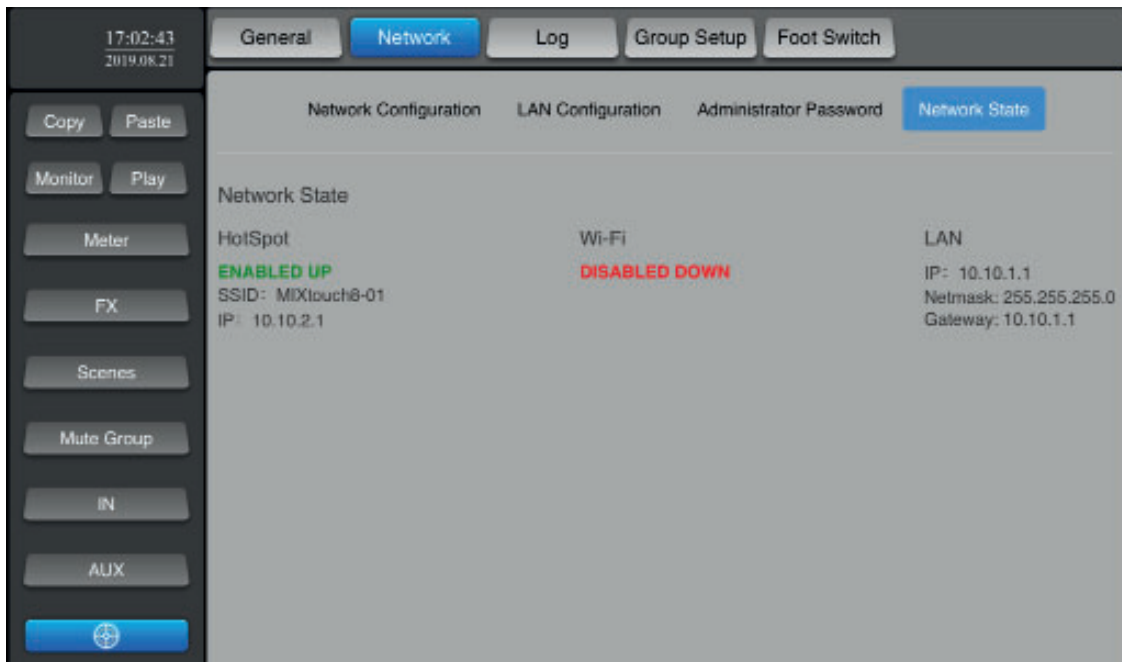 17:02:43
2019.08.21
General Network Log Group Setup Foot Switch
Network Configuration LAN Configuration Administrator Password Network State
Copy Paste
Monitor Play
Meter
FX
Scenes
Mute Group
IN
AUX
Network State
HotSpot
ENABLED UP
SSID: MIXtouch8-01
IP: 10.10.2.1
Wi-Fi
DISABLED DOWN
LAN
IP: 10.10.1.1
Netmask: 255.255.255.0
Gateway: 10.10.1.1